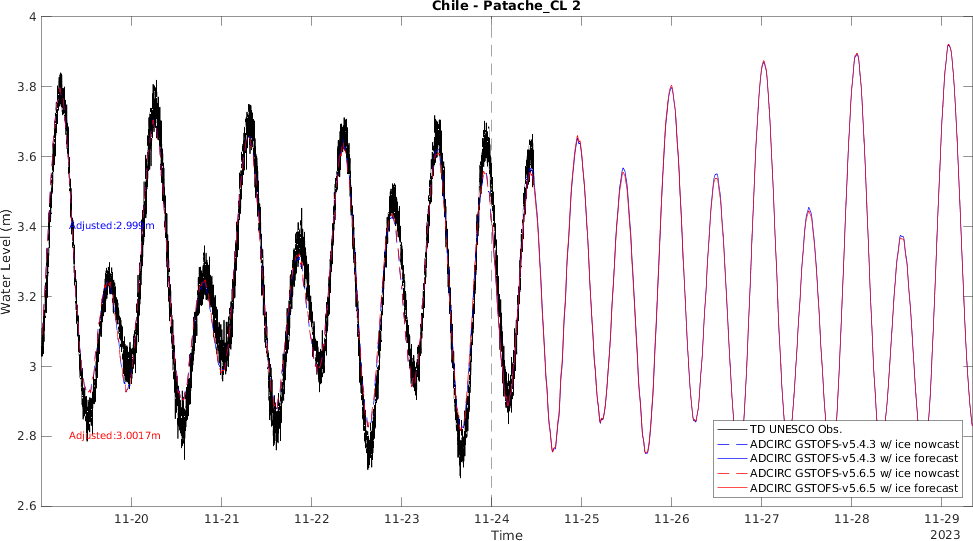 Chile - Patache_CL 2
4
3.8
3.6
3.4
3.2
3
2.8
2.6
Water Level (m)
Adjusted:2.999m
Adjusted:3.0017m
TD UNESCO Obs.
ADCIRC GSTOFS-v5.4.3 w/ ice nowcast
ADCIRC GSTOFS-v5.4.3 w/ ice forecast
ADCIRC GSTOFS-v5.6.5 w/ ice nowcast
ADCIRC GSTOFS-v5.6.5 w/ ice forecast
11-20 11-21 11-22 11-23 11-24 11-25 11-26 11-27 11-28 11-29
Time
2023